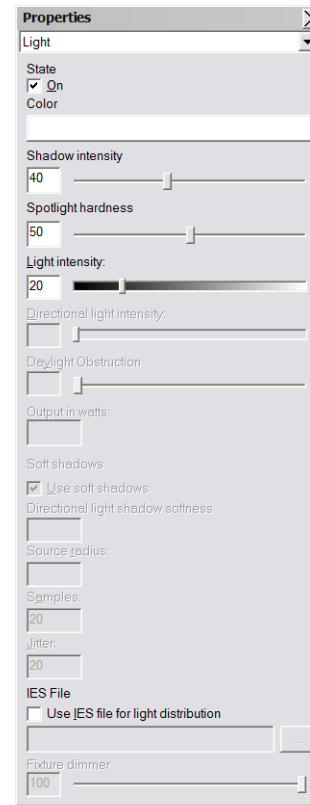 Properties
Light
State
On
Color
Shadow intensity
40
Spotlight hardness
50
Light intensity:
20
Directional light intensity:
Daylight Obstruction
Output in watts:
Soft shadows
Use soft shadows
Directional light shadow softness
Source radius:
Samples:
20
Jitter:
20
IES File
Use IES file for light distribution
...
Fixture dimmer
100